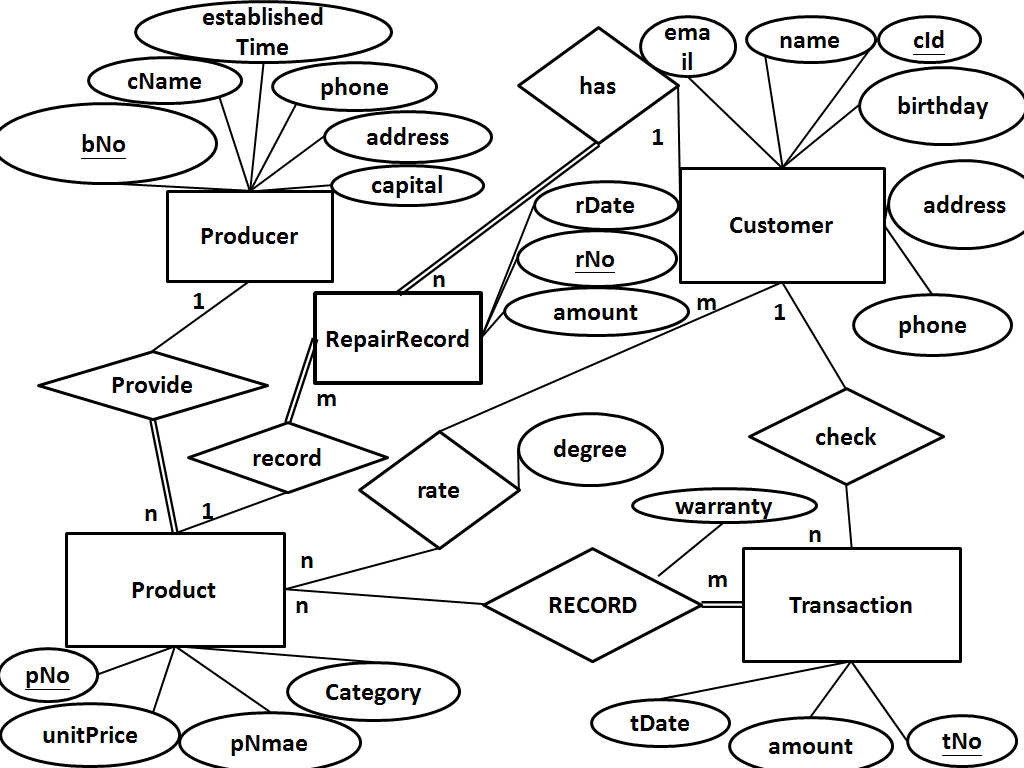 established
Time
cName
phone
bNo
address
capital
Producer
has
ema
il
name
cId
birthday
1
address
Customer
phone
rDate
rNo
amount
n
1
RepairRecord
m
m
1
Provide
record
rate
degree
check
n
1
warranty
n
n
n
m
Product
RECORD
Transaction
pNo
Category
unitPrice
pNmae
tDate
amount
tNo